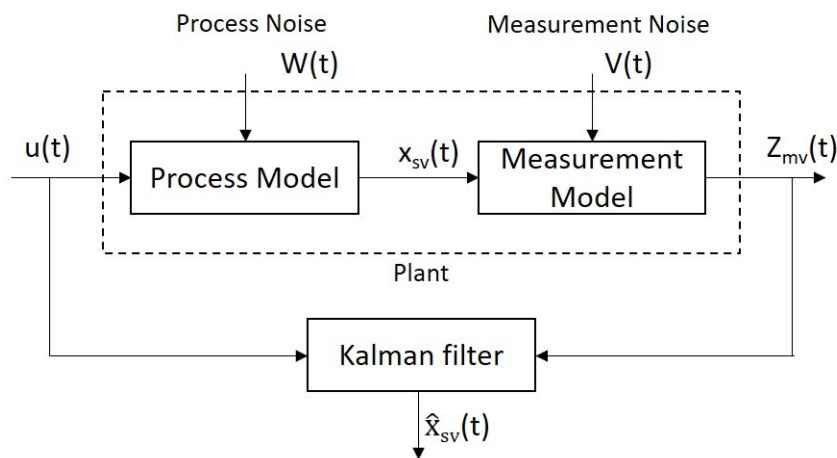 Process Noise
Measurement Noise
W(t)
V(t)
u(t)
Process Model
x_sv(t)
Measurement
Model
Z_mv(t)
Plant
Kalman filter
x̂_sv(t)